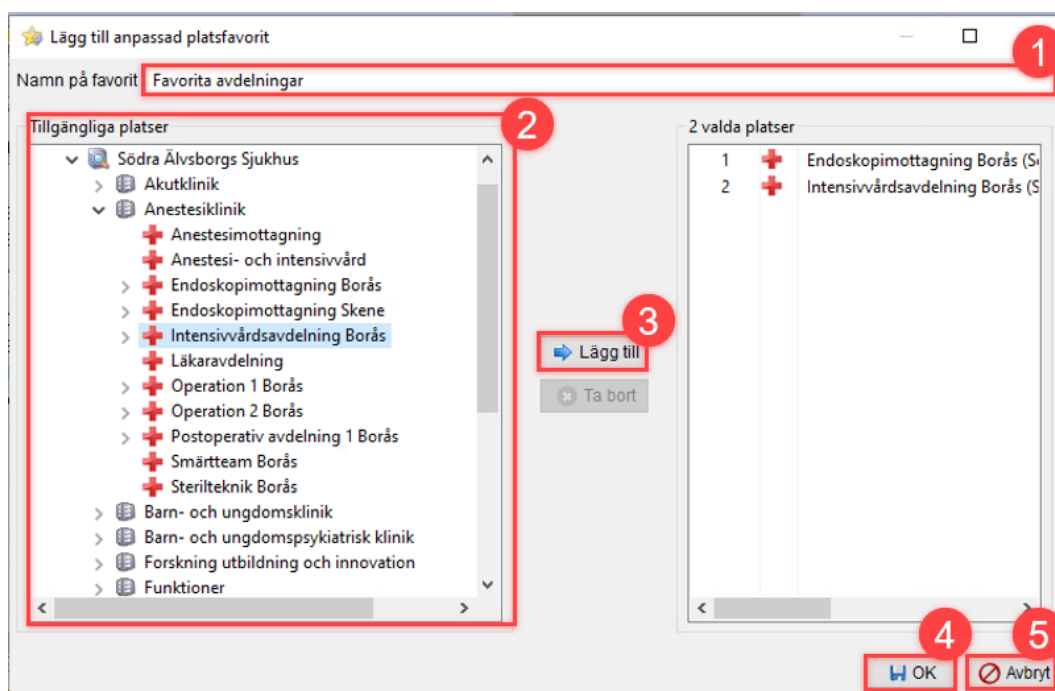 Lägg till anpassad platsfavorit
1
Namn på favorit Favorita avdelningar
Tillgängliga platser
2
Södra Älvsborgs Sjukhus
Akutklinik
Anestesiklinik
Anestesimottagning
Anestesi- och intensivvård
Endoskopimottagning Borås
Endoskopimottagning Skene
Intensivvårdsavdelning Borås
Läkaravdelning
Operation 1 Borås
Operation 2 Borås
Postoperativ avdelning 1 Borås
Smärtteam Borås
Sterilteknik Borås
Barn- och ungdomsklinik
Barn- och ungdomspsykiatrisk klinik
Forskning utbildning och innovation
Funktioner
3
Lägg till
Ta bort
2 valda platser
1 Endoskopimottagning Borås (S
2 Intensivvårdsavdelning Borås (S
4
OK
5
Avbryt